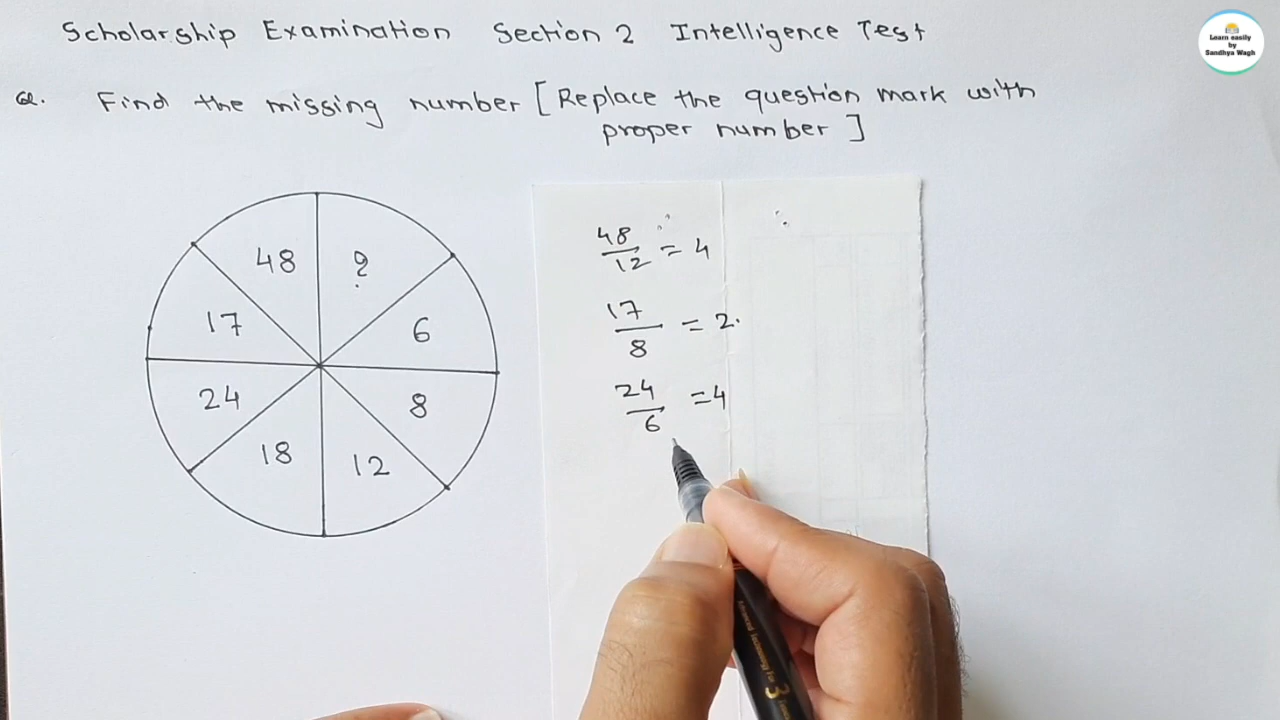 Scholarship Examination Section 2 Intelligence Test
Learn easily
by
Sandhya Wagh
Q. Find the missing number [Replace the question mark with
proper number]
48 ?
17 6
24 8
18 12
48/12 = 4
17/8 = 2.
24/6 = 4
3